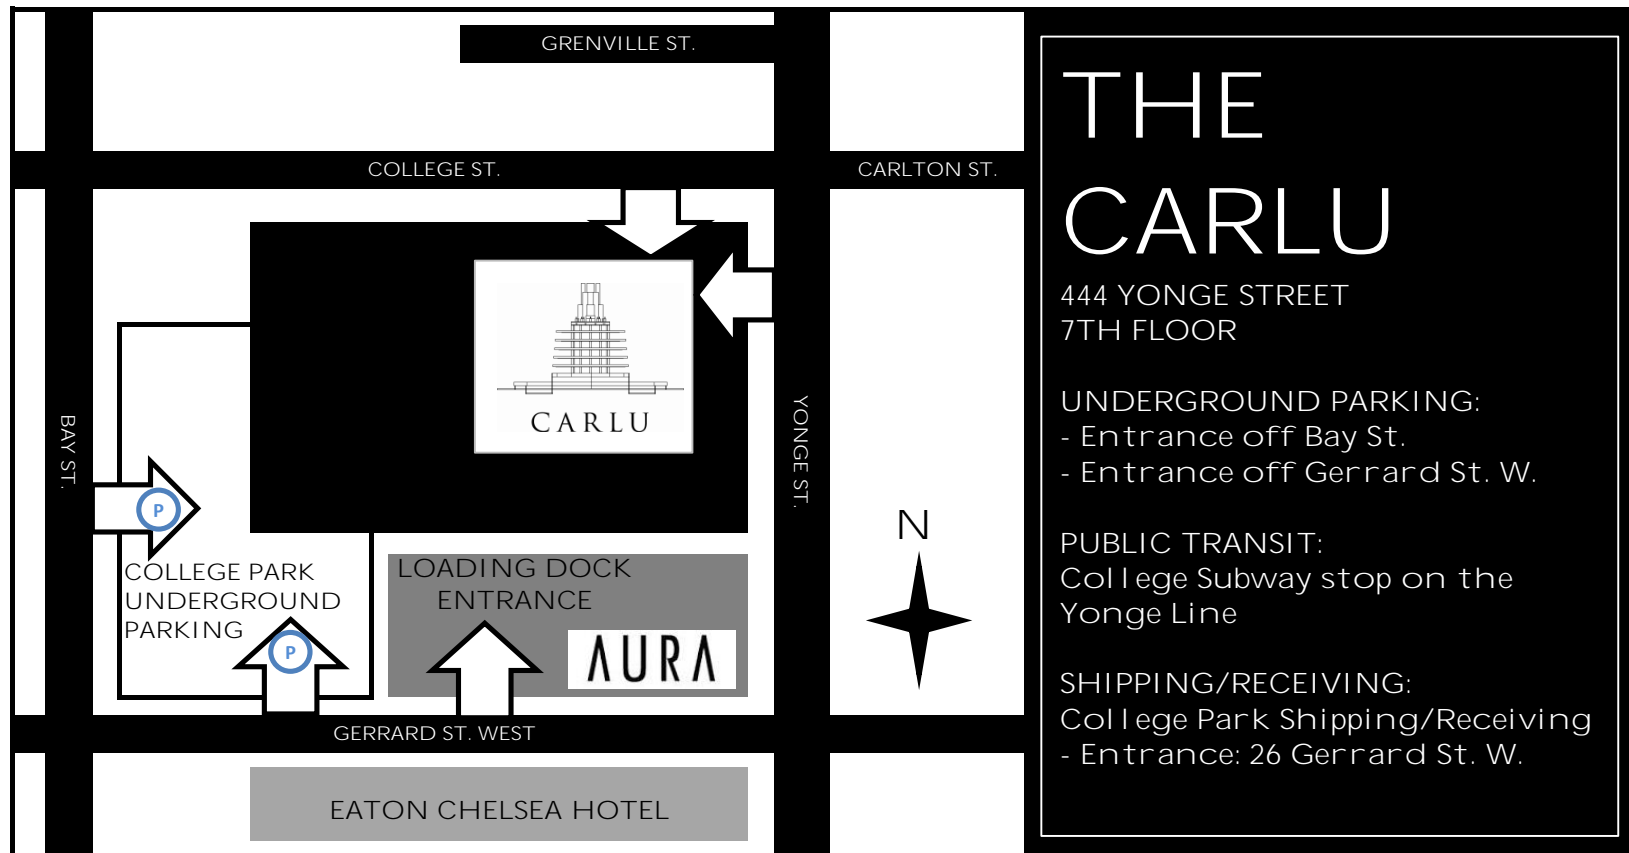 GRENVILLE ST.
COLLEGE ST.
CARLTON ST.
CARLU
BAY ST.
YONGE ST.
P
COLLEGE PARK
UNDERGROUND
PARKING
P
LOADING DOCK
ENTRANCE
AURA
N
GERRARD ST. WEST
EATON CHELSEA HOTEL
THE
CARLU
444 YONGE STREET
7TH FLOOR
UNDERGROUND PARKING:
- Entrance off Bay St.
- Entrance off Gerrard St. W.
PUBLIC TRANSIT:
College Subway stop on the
Yonge Line
SHIPPING/RECEIVING:
College Park Shipping/Receiving
- Entrance: 26 Gerrard St. W.